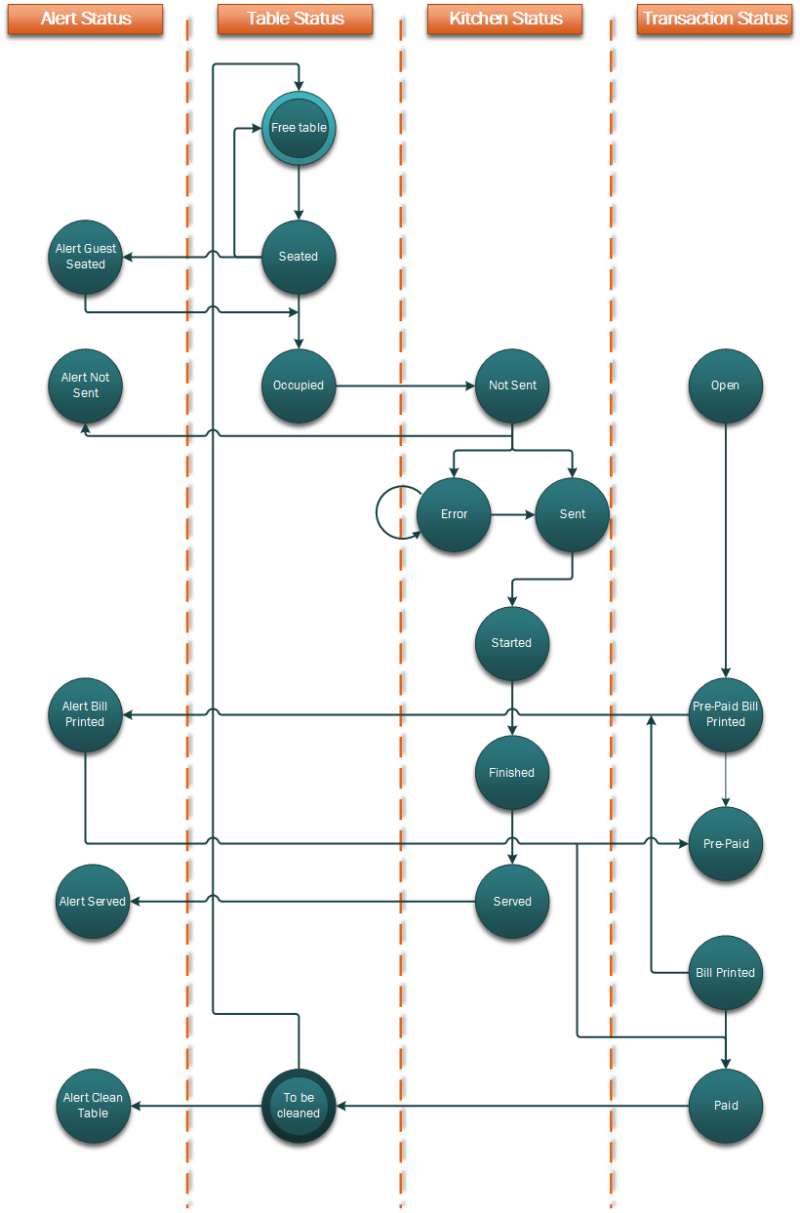 Alert Status
Table Status
Kitchen Status
Transaction Status
Free table
Alert Guest
Seated
Seated
Alert Not
Sent
Occupied
Not Sent
Open
Error
Sent
Started
Alert Bill
Printed
Pre-Paid Bill
Printed
Finished
Pre-Paid
Alert Served
Served
Bill Printed
Alert Clean
Table
To be
cleaned
Paid